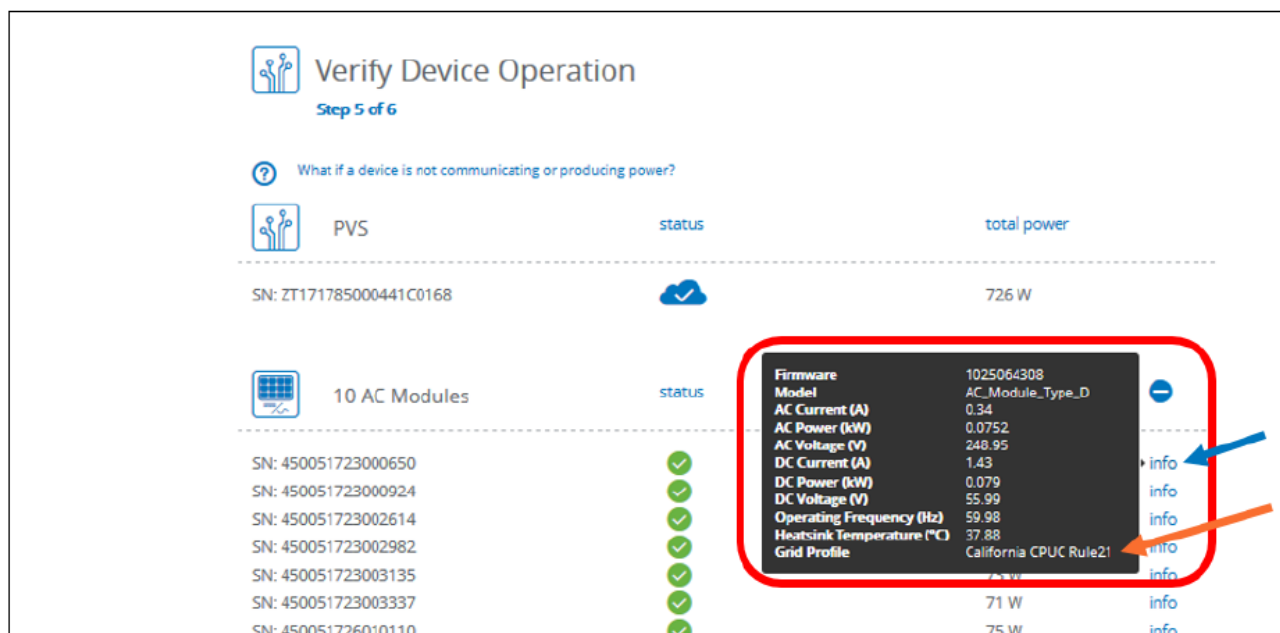 Verify Device Operation
Step 5 of 6
What if a device is not communicating or producing power?
PVS status total power
SN: ZT171785000441C0168 726 W
10 AC Modules status
Firmware 1025064308
Model AC_Module_Type_D
AC Current (A) 0.34
AC Power (kW) 0.0752
AC Voltage (V) 248.95
DC Current (A) 1.43
DC Power (kW) 0.079
DC Voltage (V) 55.99
Operating Frequency (Hz) 59.98
Heatsink Temperature (°C) 37.88
Grid Profile California CPUC Rule21
SN: 450051723000650 info
SN: 450051723000924 info
SN: 450051723002614 info
SN: 450051723002982 info
SN: 450051723003135 75 W info
SN: 450051723003337 71 W info
SN: 450051726010110 75 W info